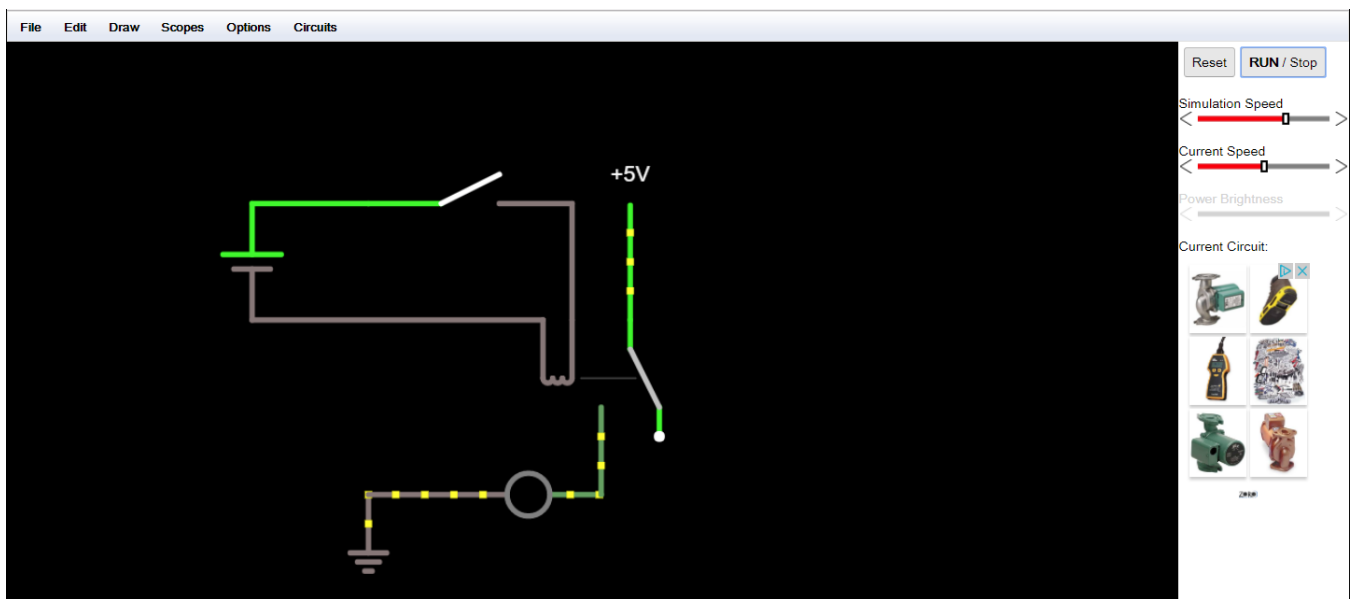 File Edit Draw Scopes Options Circuits
Reset RUN / Stop
Simulation Speed
Current Speed
Power Brightness
Current Circuit:
+5V